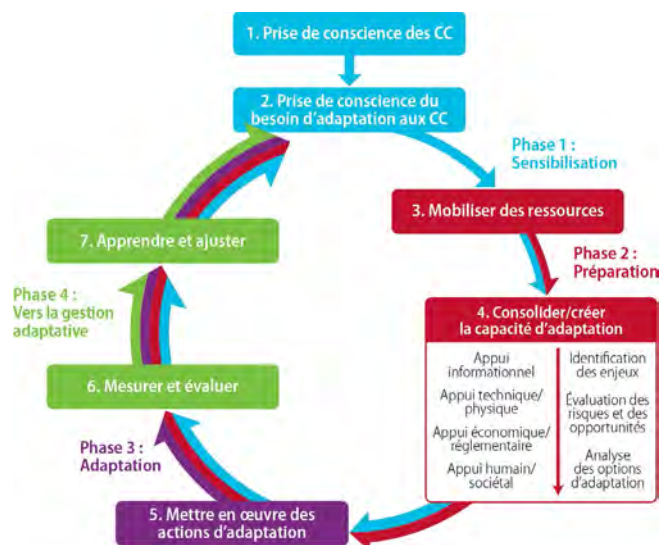 1. Prise de conscience des CC
2. Prise de conscience du
besoin d'adaptation aux CC
Phase 1 :
Sensibilisation
3. Mobiliser des ressources
Phase 2 :
Préparation
4. Consolider/créer
la capacité d'adaptation
Appui
informationnel
Appui technique/
physique
Appui économique/
réglementaire
Appui humain/
sociétal
Identification
des enjeux
Évaluation des
risques et des
opportunités
Analyse
des options
d'adaptation
5. Mettre en œuvre des
actions d'adaptation
Phase 3 :
Adaptation
6. Mesurer et évaluer
Phase 4 :
Vers la gestion
adaptative
7. Apprendre et ajuster